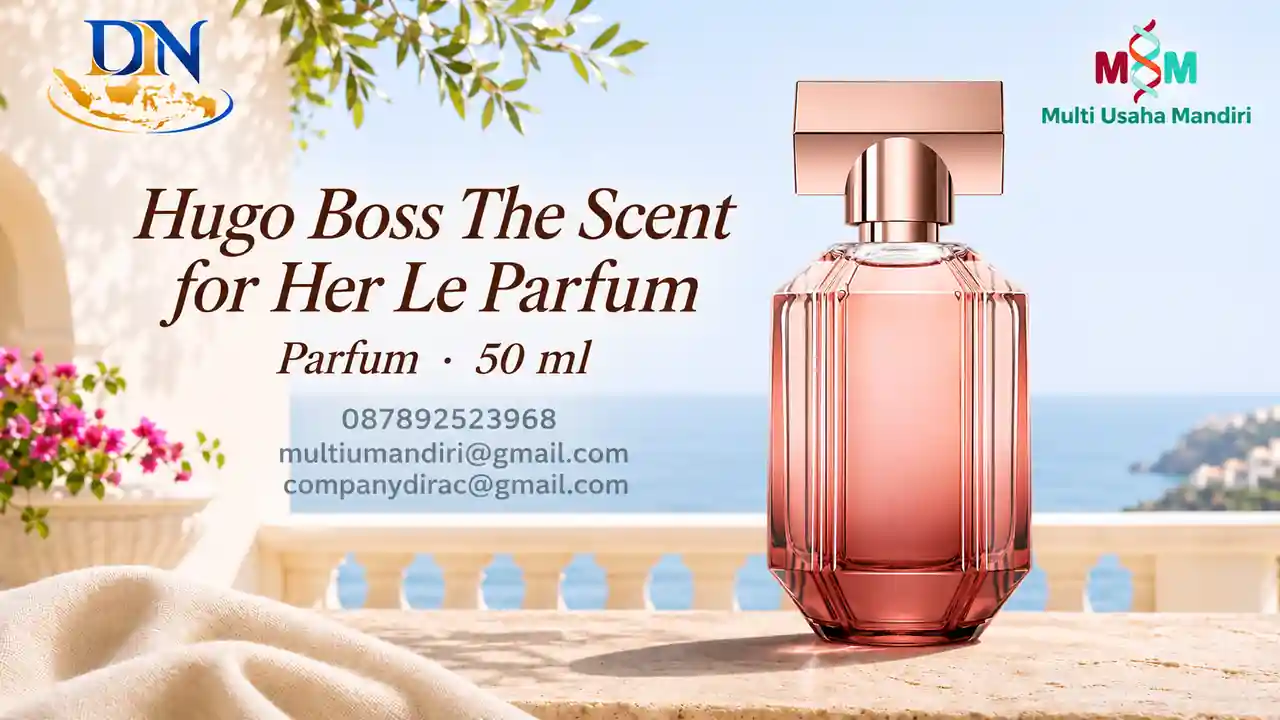 DN
MSM
Multi Usaha Mandiri
Hugo Boss The Scent
for Her Le Parfum
Parfum · 50 ml
087892523968
multiumandiri@gmail.com
companydirac@gmail.com